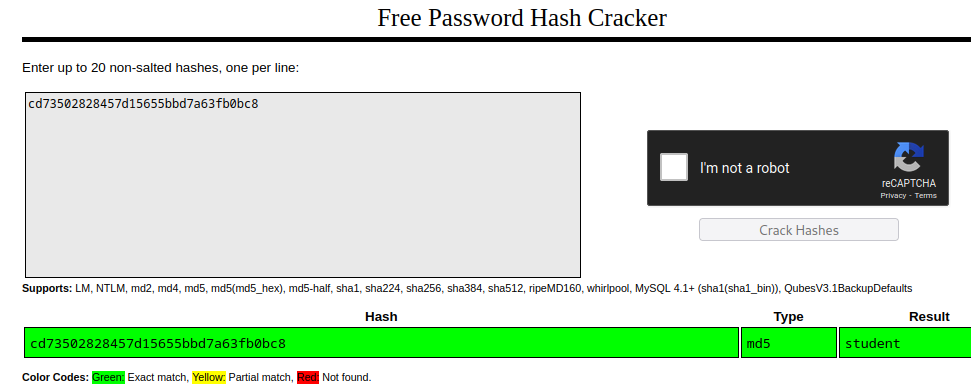 Free Password Hash Cracker
Enter up to 20 non-salted hashes, one per line:
cd73502828457d15655bbd7a63fb0bc8
I'm not a robot
reCAPTCHA
Privacy - Terms
Crack Hashes
Supports: LM, NTLM, md2, md4, md5, md5(md5_hex), md5-half, sha1, sha224, sha256, sha384, sha512, ripeMD160, whirlpool, MySQL 4.1+ (sha1(sha1_bin)), QubesV3.1BackupDefaults
Hash Type Result
cd73502828457d15655bbd7a63fb0bc8 md5 student
Color Codes: Green: Exact match, Yellow: Partial match, Red: Not found.